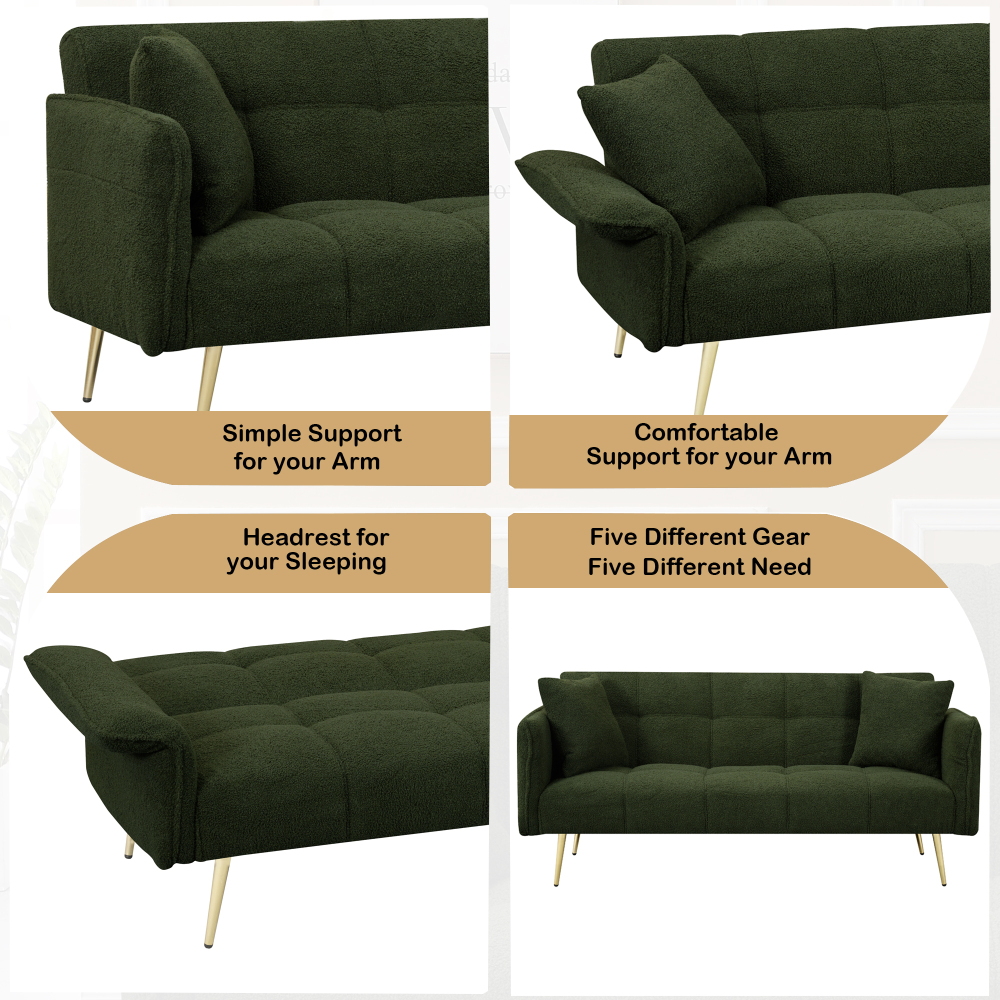 Simple Support
for your Arm
Comfortable
Support for your Arm
Headrest for
your Sleeping
Five Different Gear
Five Different Need